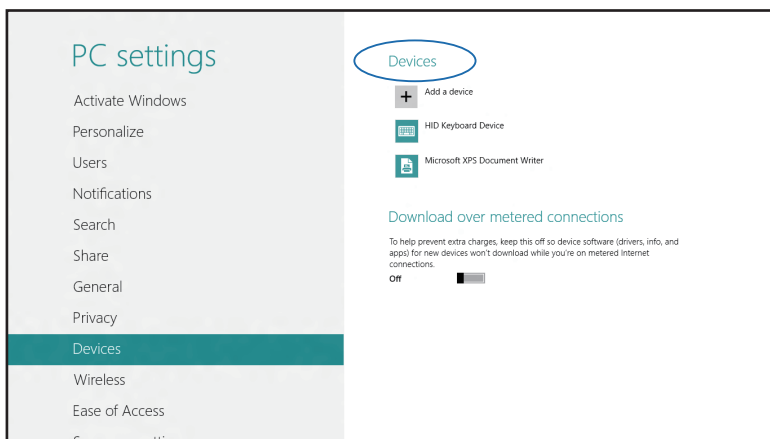 PC settings
Activate Windows
Personalize
Users
Notifications
Search
Share
General
Privacy
Devices
Wireless
Ease of Access
Devices
Add a device
HID Keyboard Device
Microsoft XPS Document Writer
Download over metered connections
To help prevent extra charges, keep this off so device software (drivers, info, and
apps) for new devices won't download while you're on metered Internet
connections.
Off